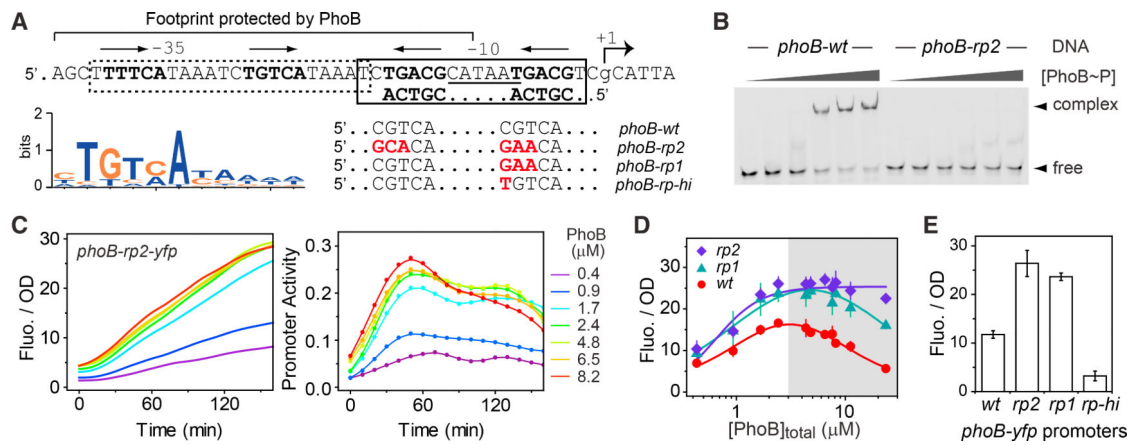 A
Footprint protected by PhoB
-35
-10
+1
5'.AGCTTTTCATAAATCTGTCATAAATCTGACGCATAATGACGTCgCATTA
ACTGC.....ACTGC..5'
bits
2
1
0
TGTCA
5'..CGTCA.....CGTCA... phoB-wt
5'..GCACA.....GAACA... phoB-rp2
5'..CGTCA.....GAACA... phoB-rp1
5'..CGTCA.....TGTCA... phoB-rp-hi
B
phoB-wt phoB-rp2 DNA
[PhoB~P]
complex
free
C
phoB-rp2-yfp
Fluo. / OD
30
20
10
0
0 60 120
Time (min)
Promoter Activity
0.3
0.2
0.1
0.0
0 60 120
Time (min)
PhoB
(μM)
0.4
0.9
1.7
2.4
4.8
6.5
8.2
D
rp2
rp1
wt
Fluo. / OD
30
20
10
0
1 10
[PhoB]total (μM)
E
Fluo. / OD
30
20
10
0
wt rp2 rp1 rp-hi
phoB-yfp promoters